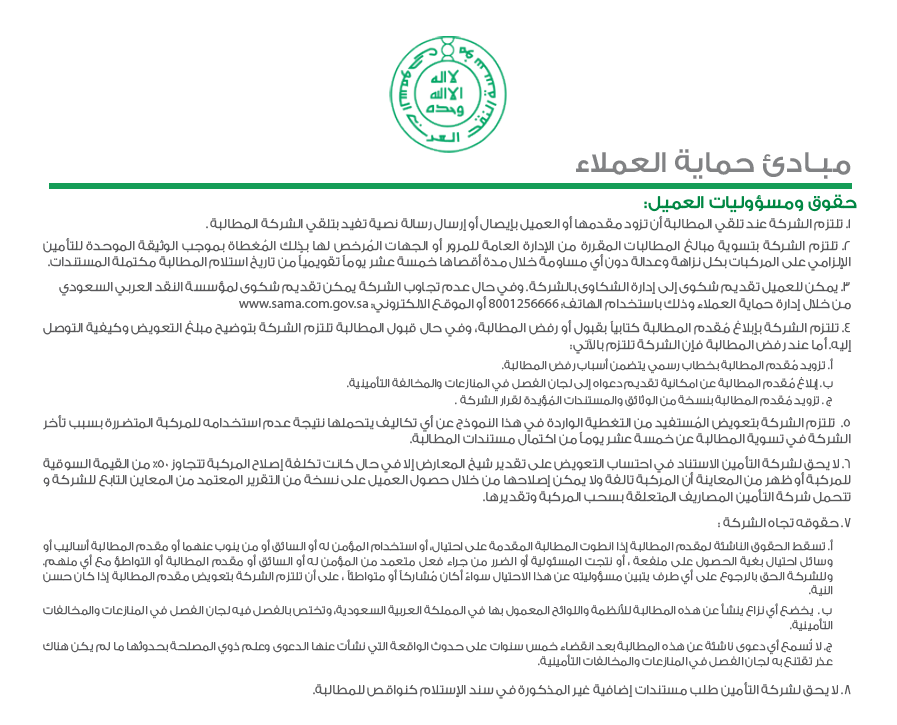 مؤسسة النقد العربي السعودي
لا اله
الا الله
وحده
مبادئ حماية العملاء
حقوق ومسؤوليات العميل:
١. تلتزم الشركة عند تلقي المطالبة أن تزود مقدمها أو العميل بإيصال أو إرسال رسالة نصية تفيد بتلقي الشركة المطالبة .
٢. تلتزم الشركة بتسوية مبالغ المطالبات المقررة من الإدارة العامة للمرور أو الجهات المُرخص لها بذلك المُغطاة بموجب الوثيقة الموحدة للتأمين
الإلزامي على المركبات بكل نزاهة وعدالة دون أي مساومة خلال مدة أقصاها خمسة عشر يوماً تقويمياً من تاريخ استلام المطالبة مكتملة المستندات.
٣. يمكن للعميل تقديم شكوى إلى إدارة الشكاوى بالشركة. وفي حال عدم تجاوب الشركة يمكن تقديم شكوى لمؤسسة النقد العربي السعودي
من خلال إدارة حماية العملاء وذلك باستخدام الهاتف: 8001256666 أو الموقع الالكتروني: www.sama.com.gov.sa
٤. تلتزم الشركة بإبلاغ مُقدم المطالبة كتابياً بقبول أو رفض المطالبة، وفي حال قبول المطالبة تلتزم الشركة بتوضيح مبلغ التعويض وكيفية التوصل
إليه. أما عند رفض المطالبة فإن الشركة تلتزم بالآتي:
أ. تزويد مُقدم المطالبة بخطاب رسمي يتضمن أسباب رفض المطالبة.
ب. إبلاغ مُقدم المطالبة عن امكانية تقديم دعواه إلى لجان الفصل في المنازعات والمخالفة التأمينية.
ج . تزويد مُقدم المطالبة بنسخة من الوثائق والمستندات المُؤيدة لقرار الشركة .
٥. تلتزم الشركة بتعويض المُستفيد من التغطية الواردة في هذا النموذج عن أي تكاليف يتحملها نتيجة عدم استخدامه للمركبة المتضررة بسبب تأخر
الشركة في تسوية المطالبة عن خمسة عشر يوماً من اكتمال مستندات المطالبة.
٦. لا يحق لشركة التأمين الاستناد في احتساب التعويض على تقدير شيخ المعارض إلا في حال كانت تكلفة إصلاح المركبة تتجاوز ٥٠٪ من القيمة السوقية
للمركبة أو ظهر من المعاينة أن المركبة تالفة ولا يمكن إصلاحها من خلال حصول العميل على نسخة من التقرير المعتمد من المعاين التابع للشركة و
تتحمل شركة التأمين المصاريف المتعلقة بسحب المركبة وتقديرها.
٧. حقوقه تجاه الشركة :
أ. تسقط الحقوق الناشئة لمقدم المطالبة إذا انطوت المطالبة المقدمة على احتيال، أو استخدام المؤمن له أو السائق أو من ينوب عنهما أو مقدم المطالبة أساليب أو
وسائل احتيال بغية الحصول على منفعة ، أو نتجت المسئولية أو الضرر من جراء فعل متعمد من المؤمن له أو السائق أو مقدم المطالبة أو التواطؤ مع أي منهم.
وللشركة الحق بالرجوع على أي طرف يتبين مسؤوليته عن هذا الاحتيال سواءً أكان مُشاركاً أو متواطئاً ، على أن تلتزم الشركة بتعويض مقدم المطالبة إذا كان حسن
النية.
ب . يخضع أي نزاع ينشأ عن هذه المطالبة للأنظمة واللوائح المعمول بها في المملكة العربية السعودية، وتختص بالفصل فيه لجان الفصل في المنازعات والمخالفات
التأمينية.
ج. لا تُسمع أي دعوى ناشئة عن هذه المطالبة بعد انقضاء خمس سنوات على حدوث الواقعة التي نشأت عنها الدعوى وعلم ذوي المصلحة بحدوثها ما لم يكن هناك
عذر تقتنع به لجان الفصل في المنازعات والمخالفات التأمينية.
٨. لا يحق لشركة التأمين طلب مستندات إضافية غير المذكورة في سند الإستلام كنواقص للمطالبة.